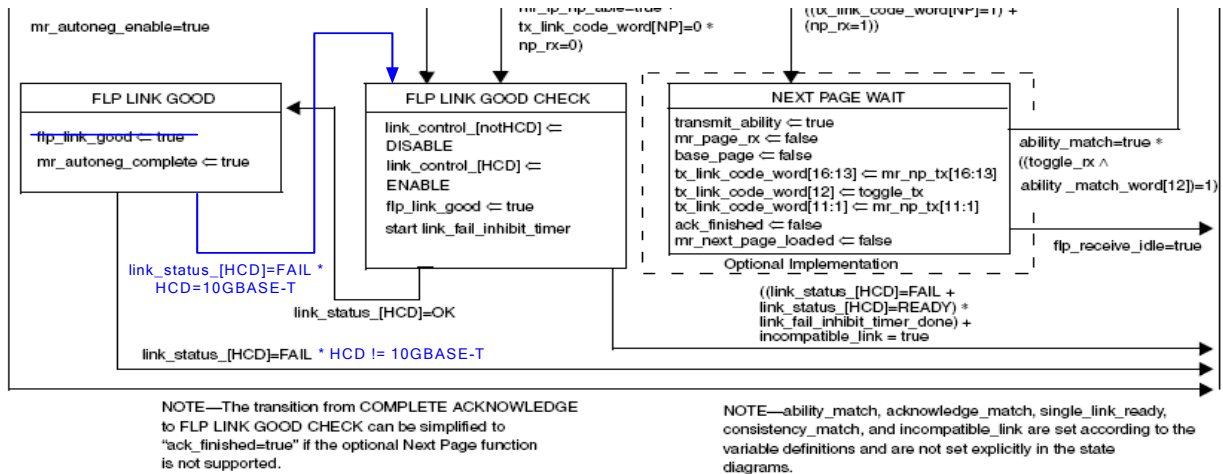 mr_autoneg_enable=true
mr_lp_np_able=true *
tx_link_code_word[NP]=0 *
np_rx=0)
((tx_link_code_word[NP]=1) +
(np_rx=1))
FLP LINK GOOD
flp_link_good ⇐ true
mr_autoneg_complete ⇐ true
FLP LINK GOOD CHECK
link_control_[notHCD] ⇐
DISABLE
link_control_[HCD] ⇐
ENABLE
flp_link_good ⇐ true
start link_fail_inhibit_timer
NEXT PAGE WAIT
transmit_ability ⇐ true
mr_page_rx ⇐ false
base_page ⇐ false
tx_link_code_word[16:13] ⇐ mr_np_tx[16:13]
tx_link_code_word[12] ⇐ toggle_tx
tx_link_code_word[11:1] ⇐ mr_np_tx[11:1]
ack_finished ⇐ false
mr_next_page_loaded ⇐ false
Optional Implementation
ability_match=true *
((toggle_rx ∧
ability _match_word[12])=1)
flp_receive_idle=true
link_status_[HCD]=FAIL *
HCD=10GBASE-T
link_status_[HCD]=OK
((link_status_[HCD]=FAIL +
link_status_[HCD]=READY) *
link_fail_inhibit_timer_done) +
incompatible_link = true
link_status_[HCD]=FAIL * HCD != 10GBASE-T
NOTE—The transition from COMPLETE ACKNOWLEDGE
to FLP LINK GOOD CHECK can be simplified to
“ack_finished=true” if the optional Next Page function
is not supported.
NOTE—ability_match, acknowledge_match, single_link_ready,
consistency_match, and incompatible_link are set according to the
variable definitions and are not set explicitly in the state
diagrams.